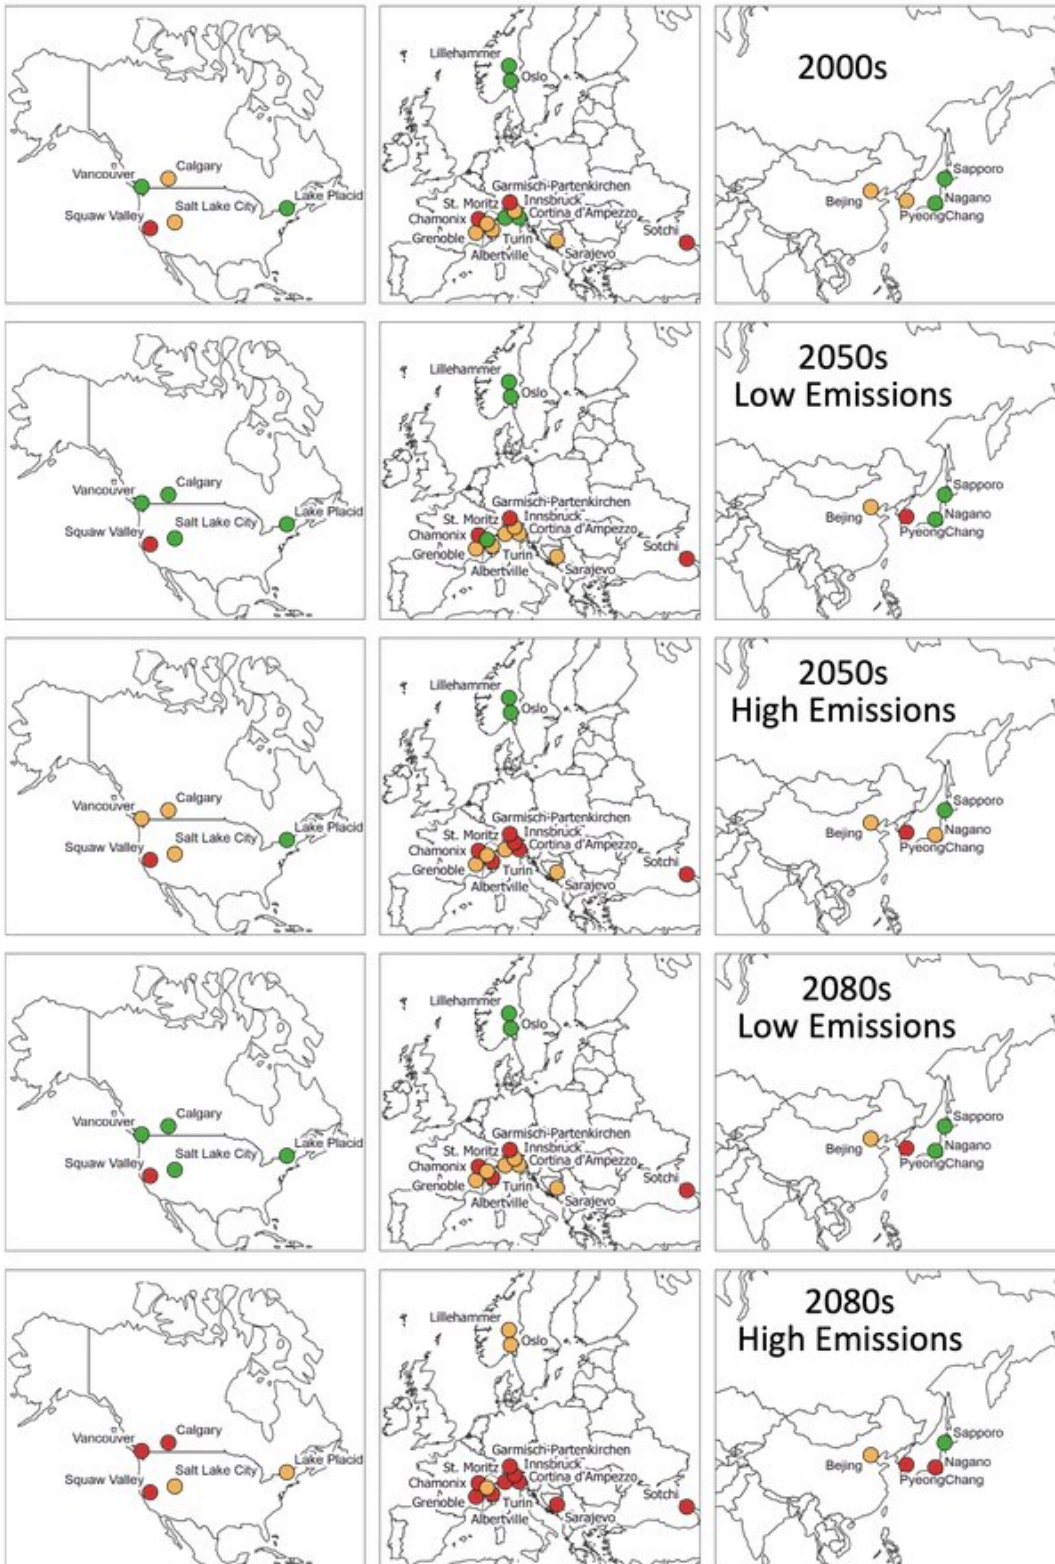 2000s
Lillehammer
Oslo
Vancouver
Calgary
Squaw Valley
Salt Lake City
Lake Placid
Garmisch-Partenkirchen
St. Moritz
Innsbruck
Chamonix
Cortina d'Ampezzo
Grenoble
Turin
Albertville
Sarajevo
Sotchi
Sapporo
Beijing
Nagano
PyeongChang
2050s
Low Emissions
Lillehammer
Oslo
Vancouver
Calgary
Squaw Valley
Salt Lake City
Lake Placid
Garmisch-Partenkirchen
St. Moritz
Innsbruck
Chamonix
Cortina d'Ampezzo
Grenoble
Turin
Albertville
Sarajevo
Sotchi
Sapporo
Beijing
Nagano
PyeongChang
2050s
High Emissions
Lillehammer
Oslo
Vancouver
Calgary
Squaw Valley
Salt Lake City
Lake Placid
Garmisch-Partenkirchen
St. Moritz
Innsbruck
Chamonix
Cortina d'Ampezzo
Grenoble
Turin
Albertville
Sarajevo
Sotchi
Sapporo
Beijing
Nagano
PyeongChang
2080s
Low Emissions
Lillehammer
Oslo
Vancouver
Calgary
Squaw Valley
Salt Lake City
Lake Placid
Garmisch-Partenkirchen
St. Moritz
Innsbruck
Chamonix
Cortina d'Ampezzo
Grenoble
Turin
Albertville
Sarajevo
Sotchi
Sapporo
Beijing
Nagano
PyeongChang
2080s
High Emissions
Lillehammer
Oslo
Vancouver
Calgary
Squaw Valley
Salt Lake City
Lake Placid
Garmisch-Partenkirchen
St. Moritz
Innsbruck
Chamonix
Cortina d'Ampezzo
Grenoble
Turin
Albertville
Sarajevo
Sotchi
Sapporo
Beijing
Nagano
PyeongChang